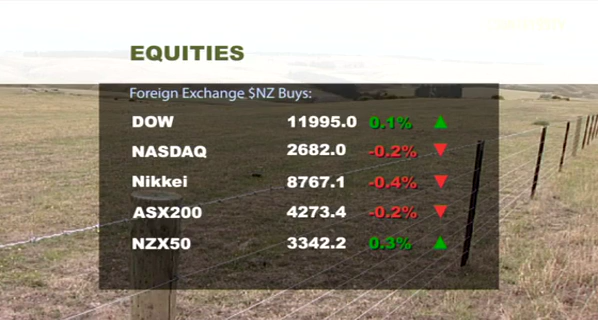 EQUITIES
Foreign Exchange $NZ Buys:
DOW 11995.0 0.1% ▲
NASDAQ 2682.0 -0.2% ▼
Nikkei 8767.1 -0.4% ▼
ASX200 4273.4 -0.2% ▼
NZX50 3342.2 0.3% ▲